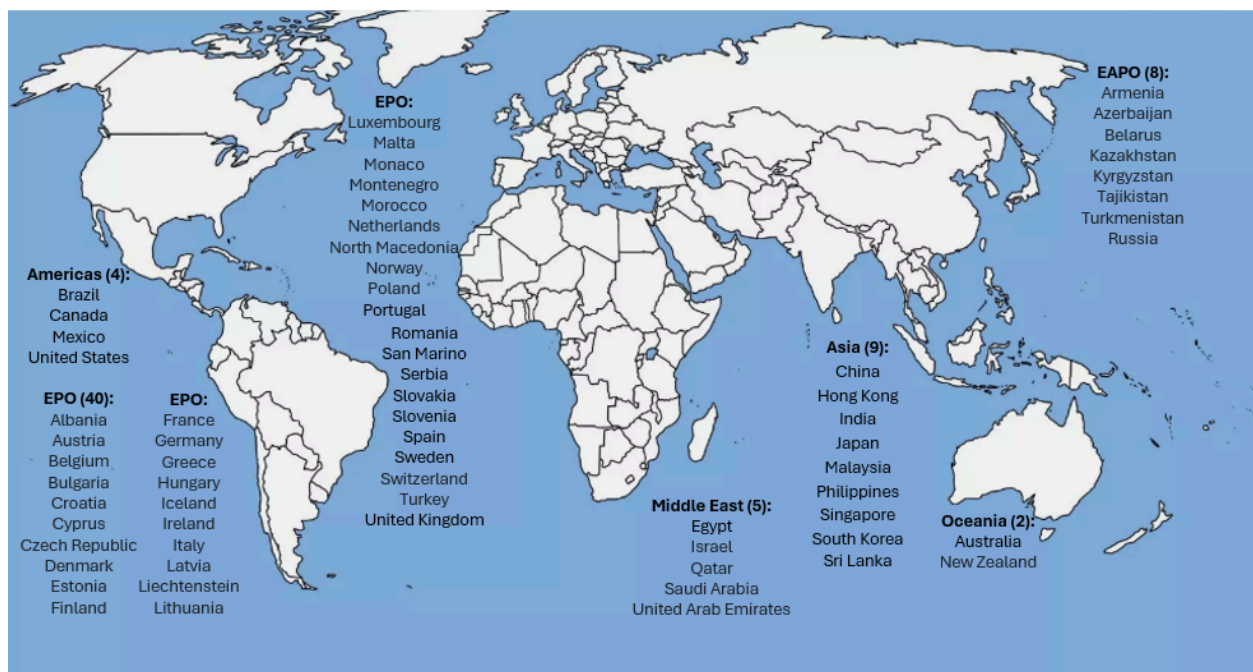 Americas (4):
Brazil
Canada
Mexico
United States
EPO (40):
Albania
Austria
Belgium
Bulgaria
Croatia
Cyprus
Czech Republic
Denmark
Estonia
Finland
EPO:
France
Germany
Greece
Hungary
Iceland
Ireland
Italy
Latvia
Liechtenstein
Lithuania
EPO:
Luxembourg
Malta
Monaco
Montenegro
Morocco
Netherlands
North Macedonia
Norway
Poland
Portugal
Romania
San Marino
Serbia
Slovakia
Slovenia
Spain
Sweden
Switzerland
Turkey
United Kingdom
Middle East (5):
Egypt
Israel
Qatar
Saudi Arabia
United Arab Emirates
Asia (9):
China
Hong Kong
India
Japan
Malaysia
Philippines
Singapore
South Korea
Sri Lanka
Oceania (2):
Australia
New Zealand
EAPO (8):
Armenia
Azerbaijan
Belarus
Kazakhstan
Kyrgyzstan
Tajikistan
Turkmenistan
Russia